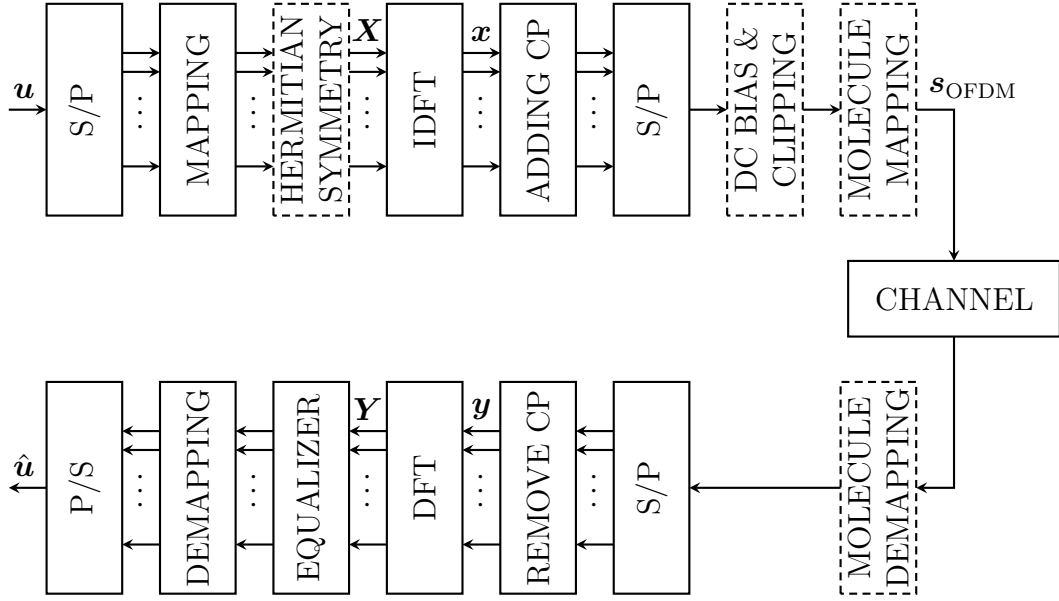 u
S/P
MAPPING
HERMITIAN
SYMMETRY
X
IDFT
x
ADDING CP
S/P
DC BIAS &
CLIPPING
MOLECULE
MAPPING
s_OFDM
CHANNEL
û
P/S
DEMAPPING
EQUALIZER
Y
DFT
y
REMOVE CP
S/P
MOLECULE
DEMAPPING